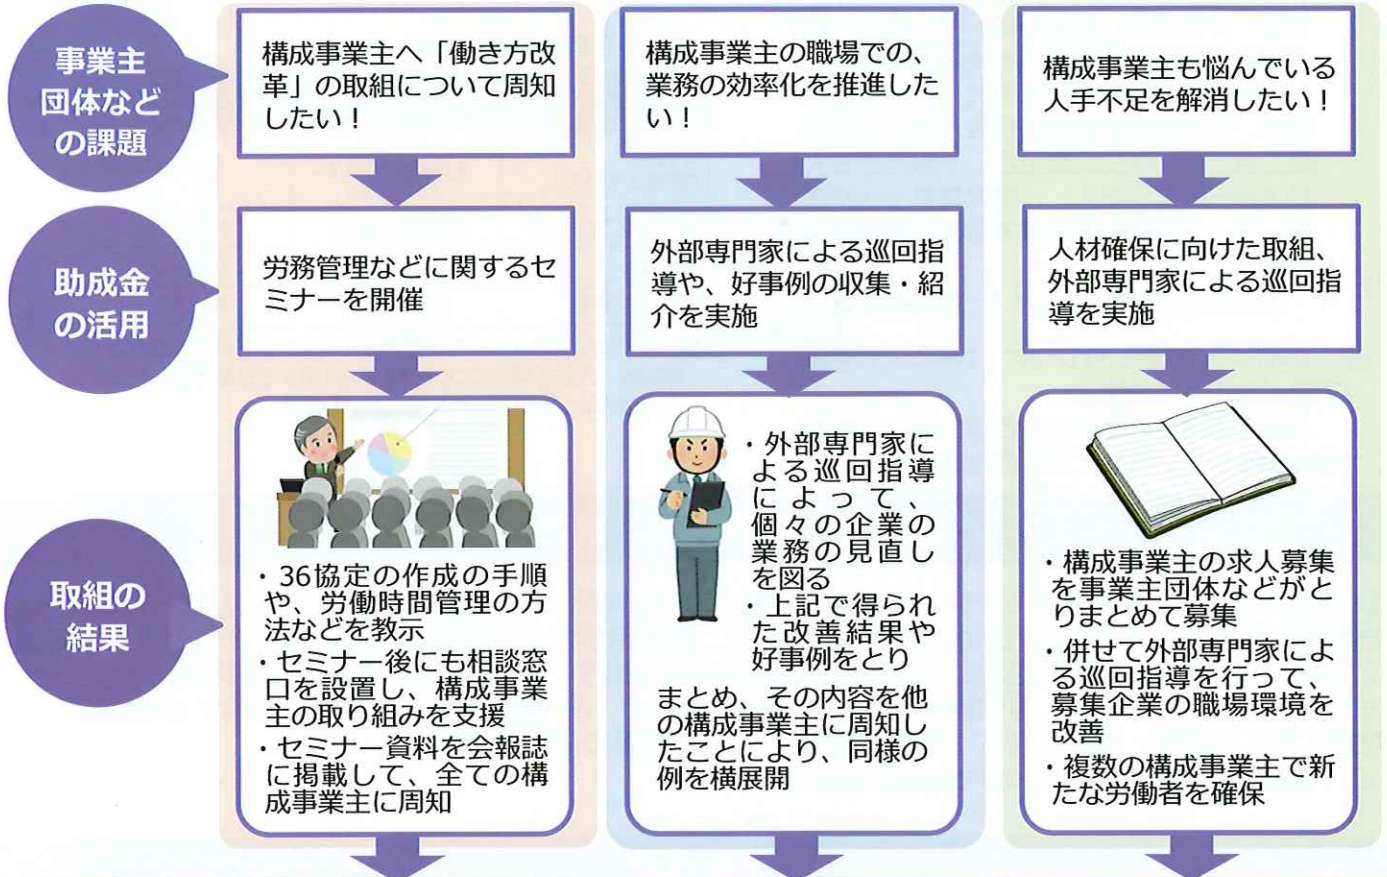 事業主
団体など
の課題
構成事業主へ「働き方改
革」の取組について周知
したい！
構成事業主の職場での、
業務の効率化を推進した
い！
構成事業主も悩んでいる
人手不足を解消したい！
助成金
の活用
労務管理などに関するセ
ミナーを開催
外部専門家による巡回指
導や、好事例の収集・紹
介を実施
人材確保に向けた取組、
外部専門家による巡回指
導を実施
取組の
結果
・36協定の作成の手順
や、労働時間管理の方
法などを教示
・セミナー後にも相談窓
口を設置し、構成事業
主の取り組みを支援
・セミナー資料を会報誌
に掲載して、全ての構
成事業主に周知
・外部専門家に
よる巡回指導
によって、
個々の企業の
業務の見直し
を図る
・上記で得られ
た改善結果や
好事例をとり
まとめ、その内容を他
の構成事業主に周知し
たことにより、同様の
例を横展開
・構成事業主の求人募集
を事業主団体などがと
りまとめて募集
・併せて外部専門家によ
る巡回指導を行って、
募集企業の職場環境を
改善
・複数の構成事業主で新
たな労働者を確保